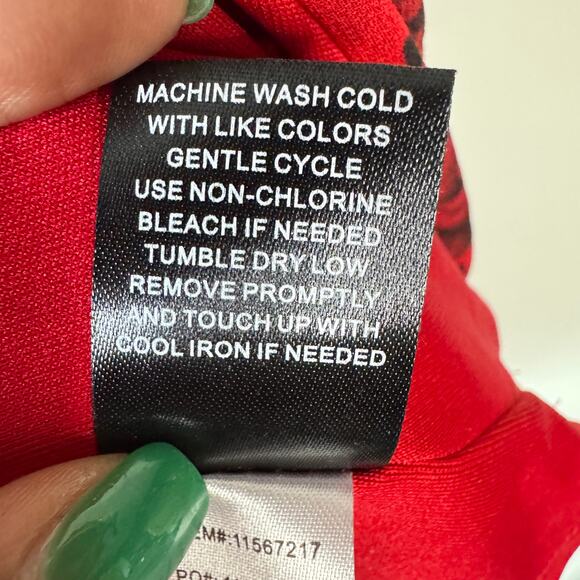 MACHINE WASH COLD
WITH LIKE COLORS
GENTLE CYCLE
USE NON-CHLORINE
BLEACH IF NEEDED
TUMBLE DRY LOW
REMOVE PROMPTLY
AND TOUCH UP WITH
COOL IRON IF NEEDED
EM#:11567217